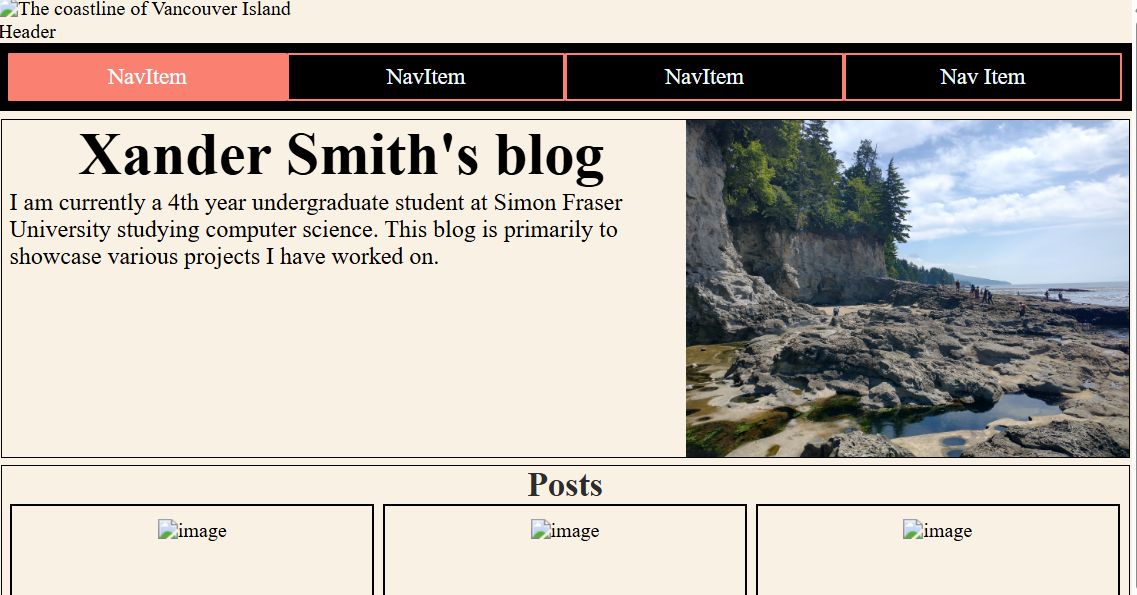 The coastline of Vancouver Island
Header
NavItem NavItem NavItem Nav Item
Xander Smith's blog
I am currently a 4th year undergraduate student at Simon Fraser
University studying computer science. This blog is primarily to
showcase various projects I have worked on.
Posts
image image image